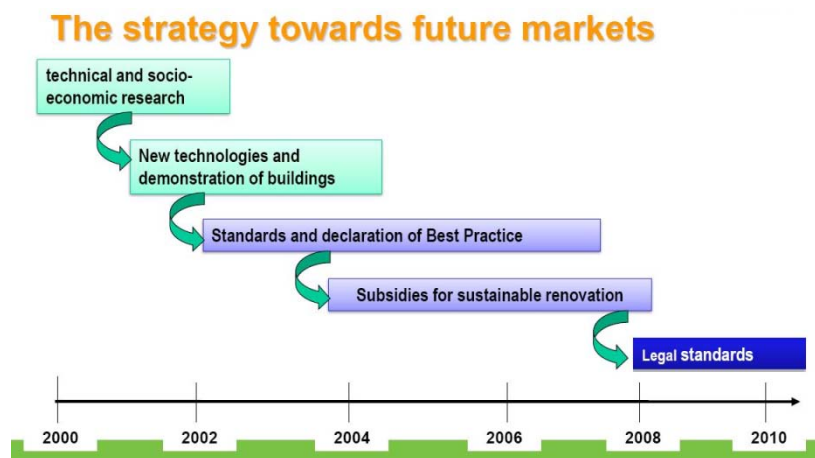 The strategy towards future markets
technical and socio-
economic research
New technologies and
demonstration of buildings
Standards and declaration of Best Practice
Subsidies for sustainable renovation
Legal standards
2000 2002 2004 2006 2008 2010